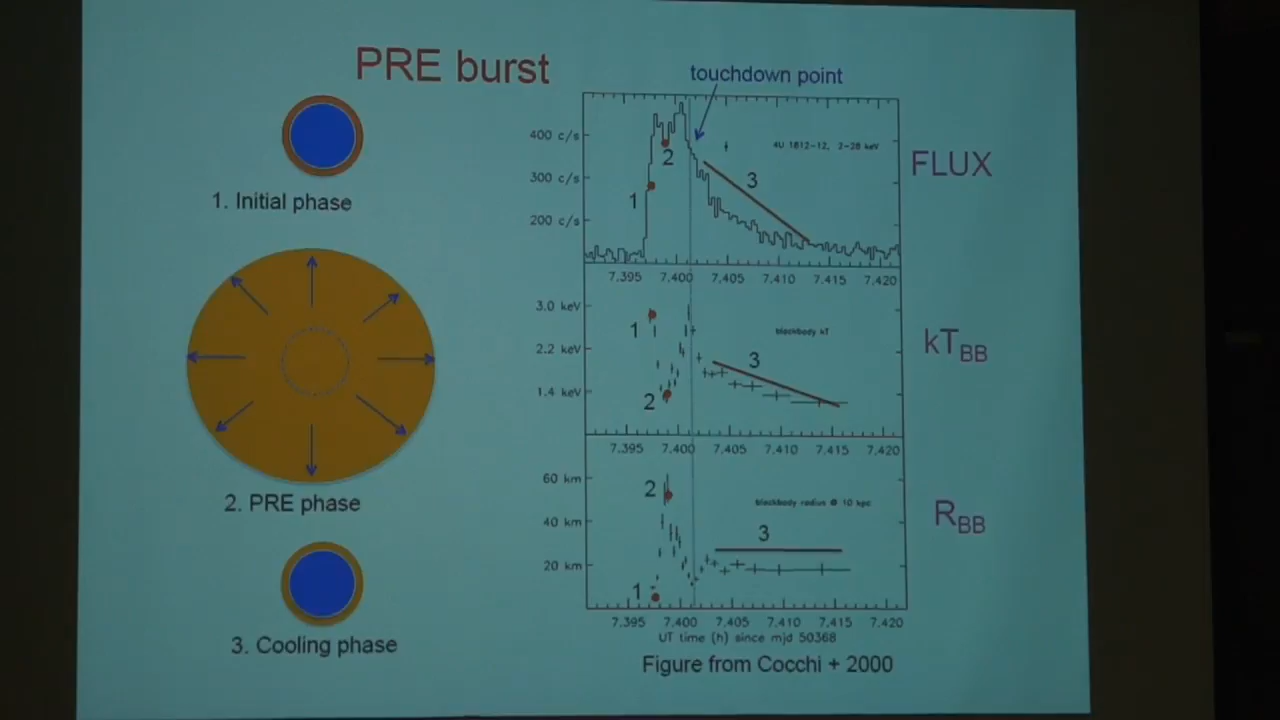 PRE burst
touchdown point
1. Initial phase
2. PRE phase
3. Cooling phase
400 c/s
300 c/s
200 c/s
1
2
3
4U 1812-12, 2-28 keV
FLUX
7.395 7.400 7.405 7.410 7.415 7.420
3.0 keV
2.2 keV
1.4 keV
1
2
3
blackbody kT
kTBB
7.395 7.400 7.405 7.410 7.415 7.420
60 km
40 km
20 km
2
1
3
blackbody radius @ 10 kpc
RBB
7.395 7.400 7.405 7.410 7.415 7.420
UT time (h) since mjd 50368
Figure from Cocchi + 2000